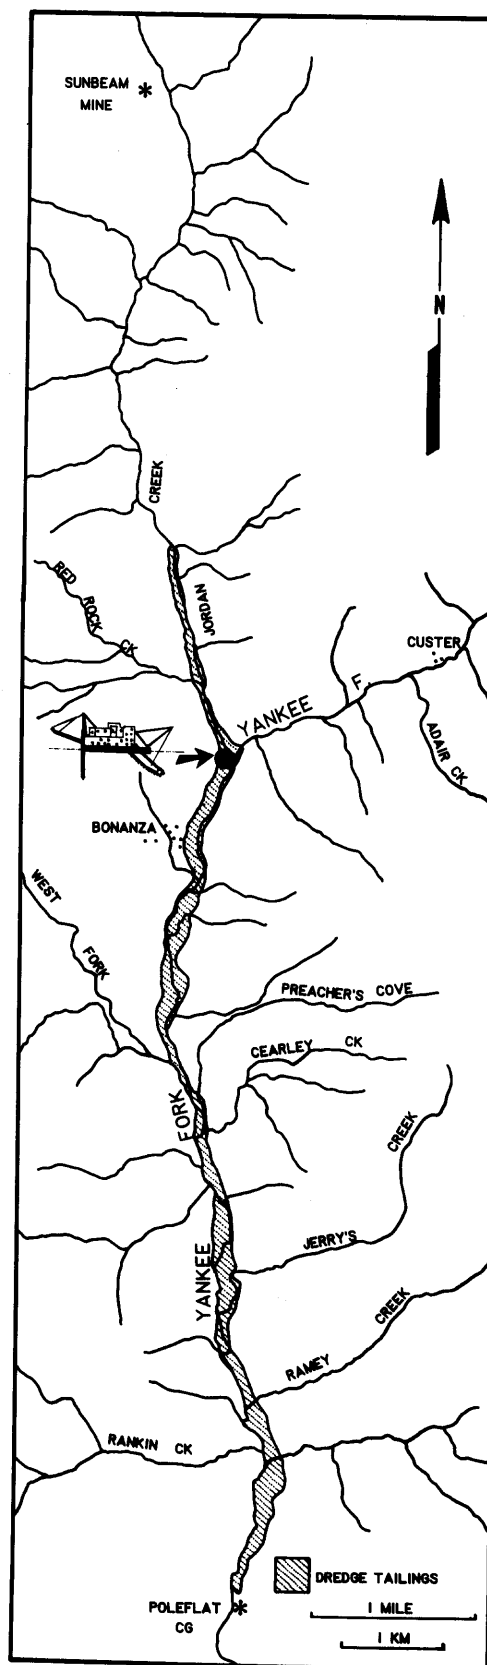 SUNBEAM
MINE
N
CREEK
RED ROCK CK
JORDAN
CUSTER
YANKEE F.
ADAIR CK
BONANZA
WEST FORK
PREACHER'S COVE
CEARLEY CK
FORK
CREEK
JERRY'S
YANKEE
CREEK
RAMEY
RANKIN CK
DREDGE TAILINGS
POLEFLAT
CG
1 MILE
1 KM